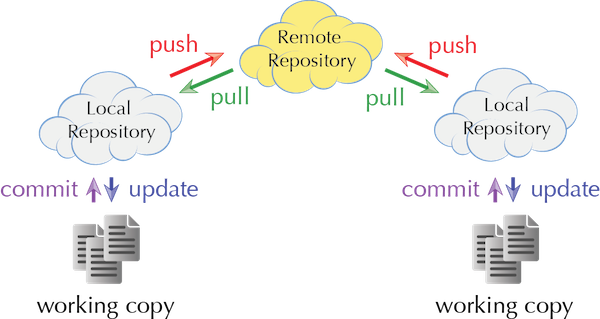 Remote
Repository
push
push
pull
pull
Local
Repository
Local
Repository
commit
update
commit
update
working copy
working copy